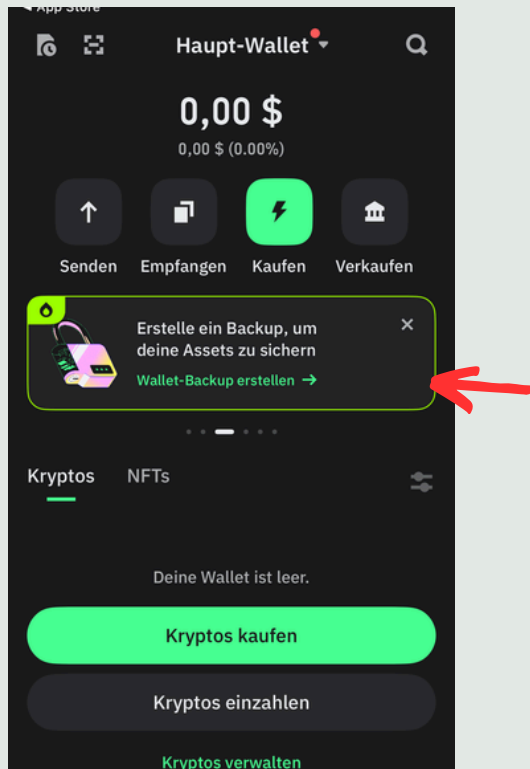 App Store
Haupt-Wallet
0,00 $
0,00 $ (0.00%)
Senden Empfangen Kaufen Verkaufen
Erstelle ein Backup, um
deine Assets zu sichern
Wallet-Backup erstellen →
Kryptos NFTs
Deine Wallet ist leer.
Kryptos kaufen
Kryptos einzahlen
Kryptos verwalten